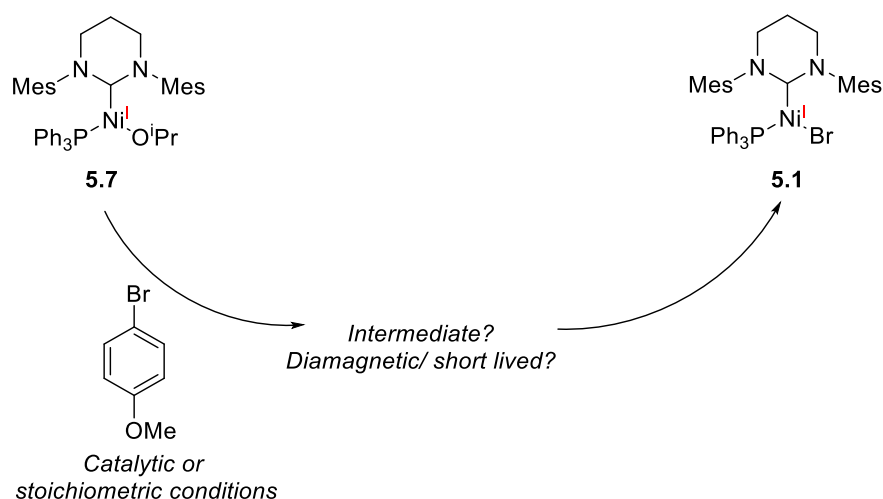 N N
Mes Mes
Ni^I
Ph₃P OⁱPr
5.7
N N
Mes Mes
Ni^I
Ph₃P Br
5.1
Br
OMe
Catalytic or
stoichiometric conditions
Intermediate?
Diamagnetic/ short lived?